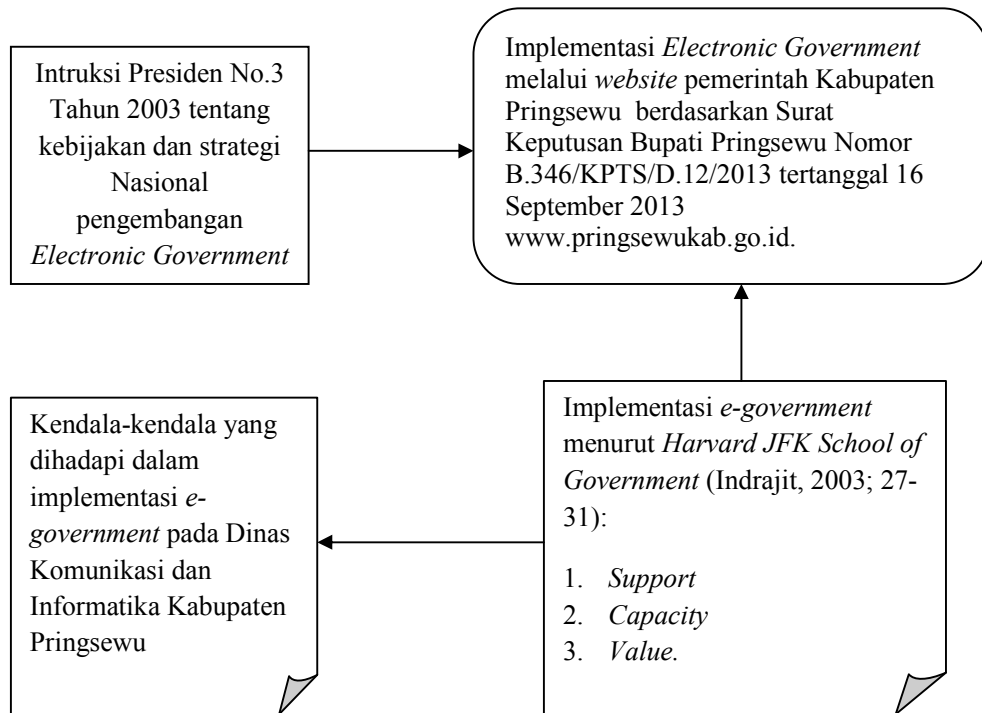 Intruksi Presiden No.3
Tahun 2003 tentang
kebijakan dan strategi
Nasional
pengembangan
Electronic Government
Implementasi Electronic Government
melalui website pemerintah Kabupaten
Pringsewu berdasarkan Surat
Keputusan Bupati Pringsewu Nomor
B.346/KPTS/D.12/2013 tertanggal 16
September 2013
www.pringsewukab.go.id.
Kendala-kendala yang
dihadapi dalam
implementasi e-
government pada Dinas
Komunikasi dan
Informatika Kabupaten
Pringsewu
Implementasi e-government
menurut Harvard JFK School of
Government (Indrajit, 2003; 27-
31):
1. Support
2. Capacity
3. Value.